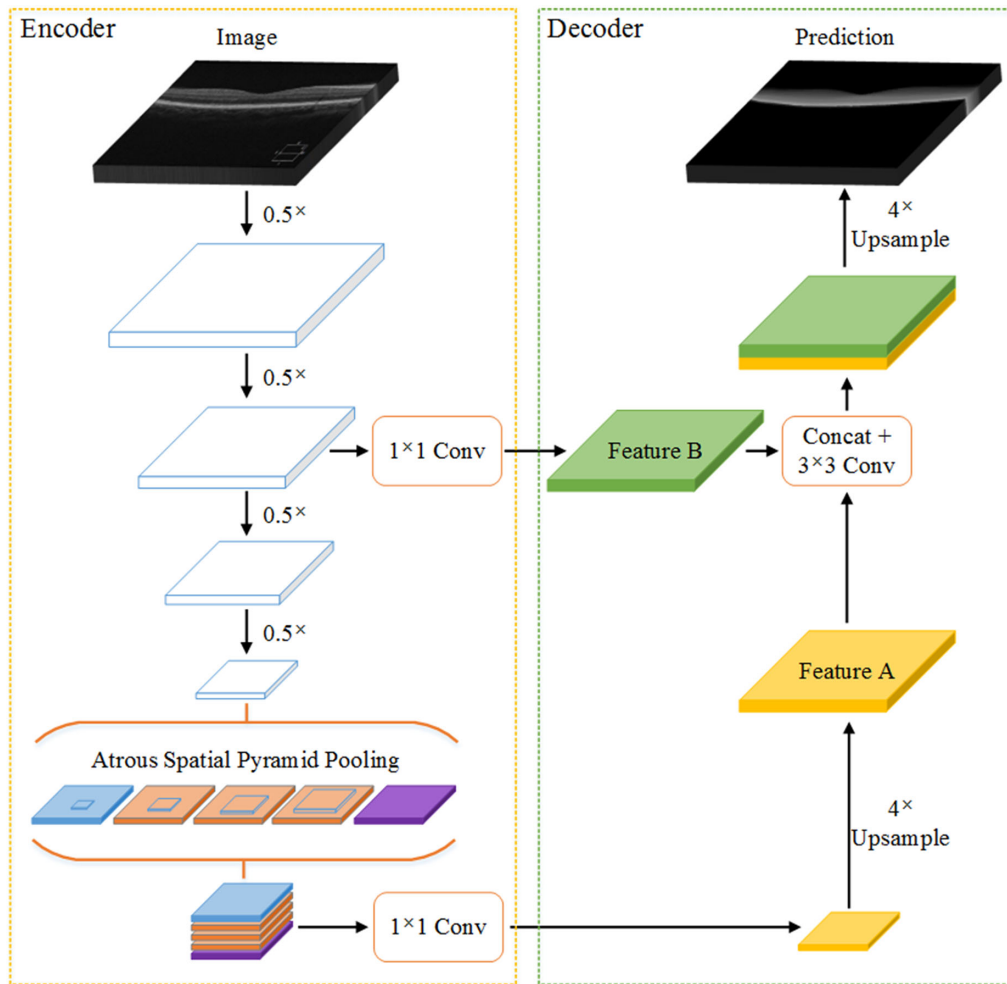 Encoder
Image
0.5×
0.5×
1×1 Conv
0.5×
0.5×
Atrous Spatial Pyramid Pooling
1×1 Conv
Decoder
Prediction
4×
Upsample
Feature B
Concat +
3×3 Conv
Feature A
4×
Upsample